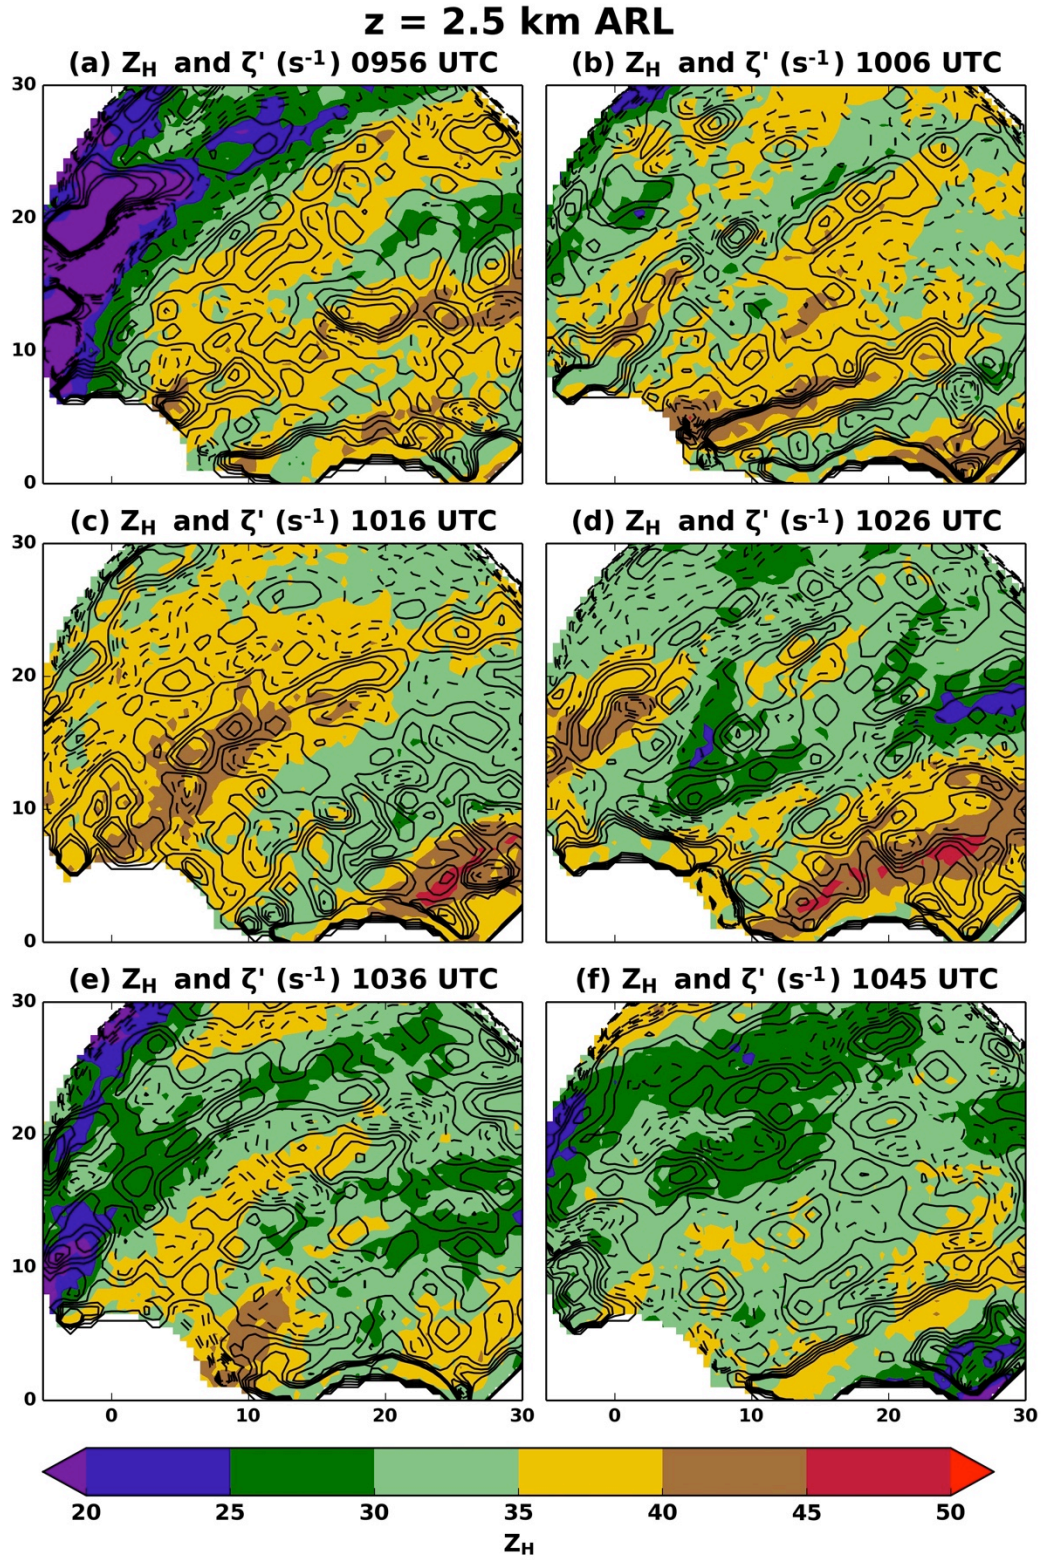 z = 2.5 km ARL
(a) Z_H and ζ' (s⁻¹) 0956 UTC
(b) Z_H and ζ' (s⁻¹) 1006 UTC
30
20
10
0
(c) Z_H and ζ' (s⁻¹) 1016 UTC
(d) Z_H and ζ' (s⁻¹) 1026 UTC
30
20
10
0
(e) Z_H and ζ' (s⁻¹) 1036 UTC
(f) Z_H and ζ' (s⁻¹) 1045 UTC
30
20
10
0
0 10 20 30
0 10 20 30
20 25 30 35 40 45 50
Z_H